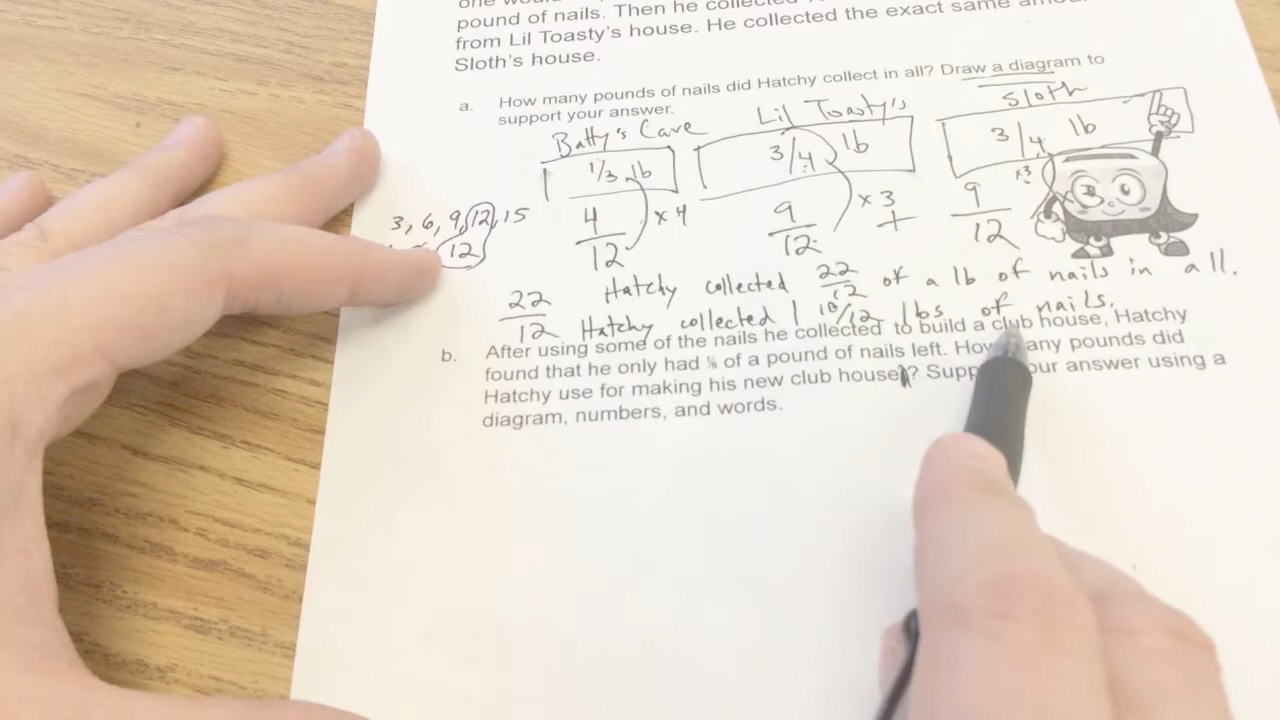 pound of nails. Then he collected
from Lil Toasty's house. He collected the exact same
Sloth's house.
a. How many pounds of nails did Hatchy collect in all? Draw a diagram to
support your answer.
Batty's Cave Lil Toasty's Sloth
1/3 lb 3/4 lb 3/4 lb
3, 6, 9, 12, 15
12
4/12 x 4 9/12 x 3 + 9/12 x3
22/12 Hatchy collected 22/12 of a lb of nails in all.
Hatchy collected 1 10/12 lbs of nails.
b. After using some of the nails he collected to build a club house, Hatchy
found that he only had ⅙ of a pound of nails left. How many pounds did
Hatchy use for making his new club house? your answer using a
diagram, numbers, and words.